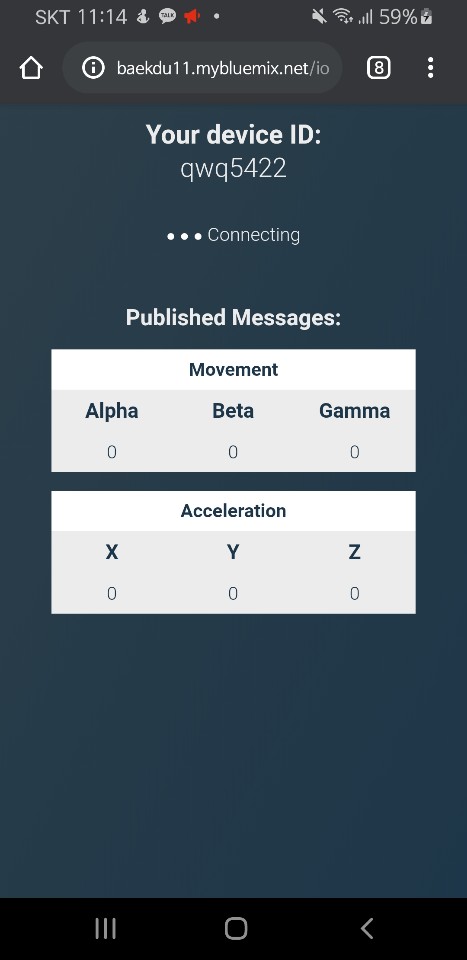 SKT 11:14 TALK 59%
baekdu11.mybluemix.net/io 8
Your device ID:
qwq5422
••• Connecting
Published Messages:
Movement
Alpha Beta Gamma
0 0 0
Acceleration
X Y Z
0 0 0